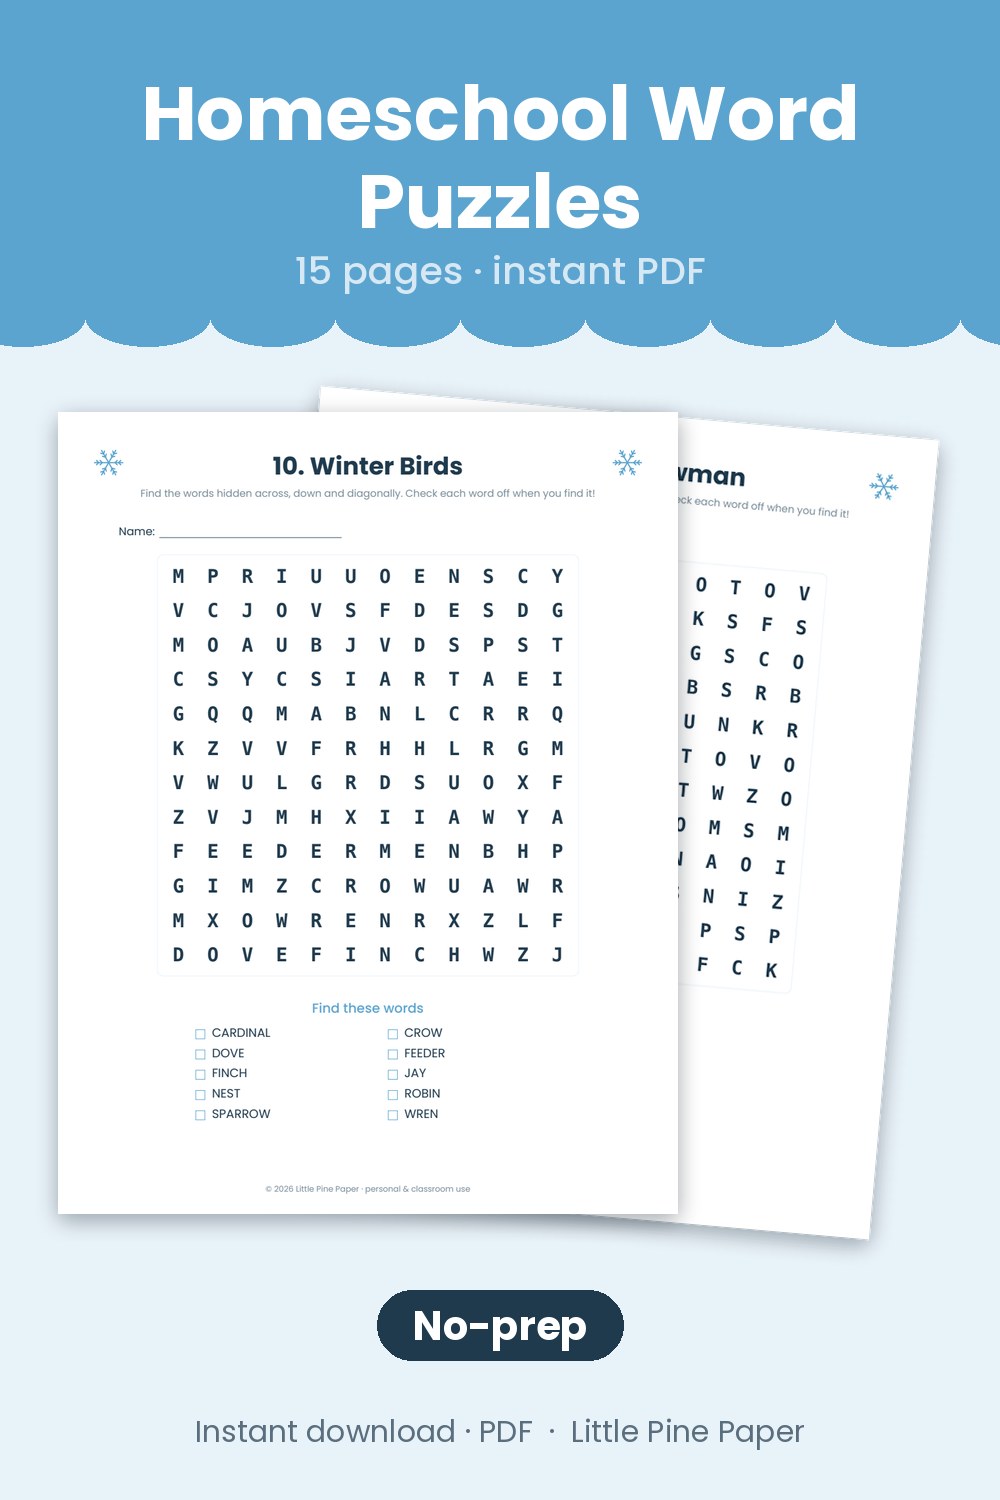 Homeschool Word
Puzzles
15 pages · instant PDF
10. Winter Birds
Find the words hidden across, down and diagonally. Check each word off when you find it!
Name:
M P R I U U O E N S C Y
V C J O V S F D E S D G
M O A U B J V D S P S T
C S Y C S I A R T A E I
G Q Q M A B N L C R R Q
K Z V V F R H H L R G M
V W U L G R D S U O X F
Z V J M H X I I A W Y A
F E E D E R M E N B H P
G I M Z C R O W U A W R
M X O W R E N R X Z L F
D O V E F I N C H W Z J
Find these words
CARDINAL
DOVE
FINCH
NEST
SPARROW
CROW
FEEDER
JAY
ROBIN
WREN
© 2026 Little Pine Paper · personal & classroom use
each word off when you find it!
O T O V
K S F S
G S C O
B S R B
U N K R
T O V O
T W Z O
O M S M
N A O I
N I Z
P S P
F C K
No-prep
Instant download · PDF · Little Pine Paper